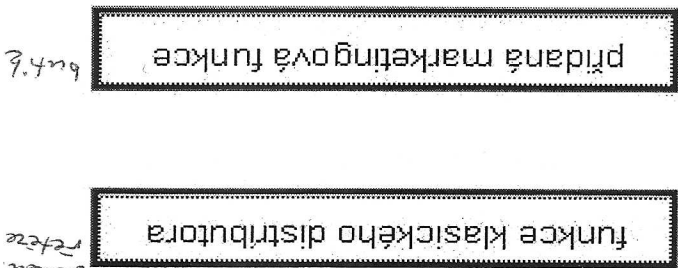 funkce klasického distributora
přidaná marketingová funkce